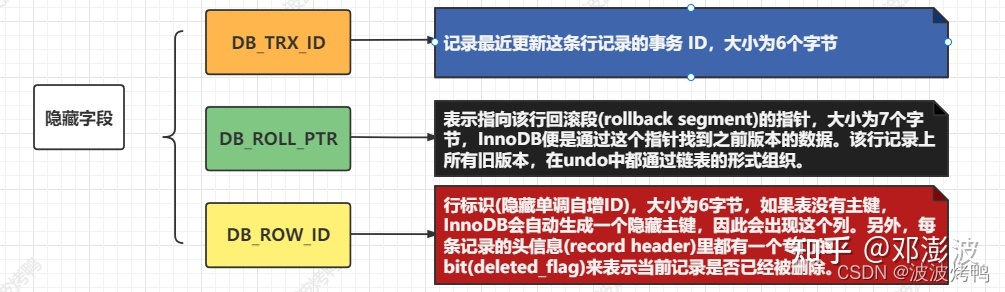 隐藏字段
DB_TRX_ID
记录最近更新这条行记录的事务 ID，大小为6个字节
DB_ROLL_PTR
表示指向该行回滚段(rollback segment)的指针，大小为7个字
节，InnoDB便是通过这个指针找到之前版本的数据。该行记录上
所有旧版本，在undo中都通过链表的形式组织。
DB_ROW_ID
行标识(隐藏单调自增ID)，大小为6字节，如果表没有主键，
InnoDB会自动生成一个隐藏主键，因此会出现这个列。另外，每
条记录的头信息(record header)里都有一个
bit(deleted_flag)来表示当前记录是否已经被删除。
知乎 @邓澎波
CSDN @波波烤鸭